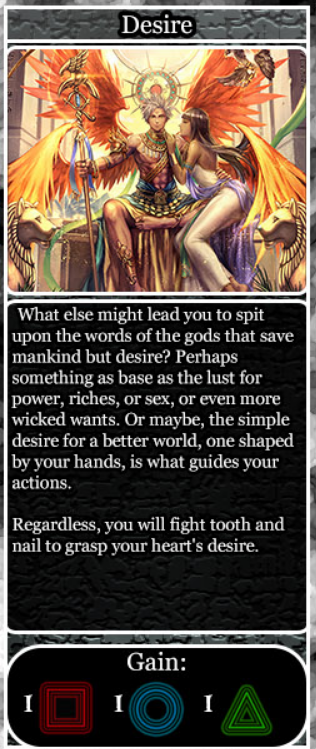 Desire
What else might lead you to spit
upon the words of the gods that save
mankind but desire? Perhaps
something as base as the lust for
power, riches, or sex, or even more
wicked wants. Or maybe, the simple
desire for a better world, one shaped
by your hands, is what guides your
actions.
Regardless, you will fight tooth and
nail to grasp your heart's desire.
Gain:
I I I